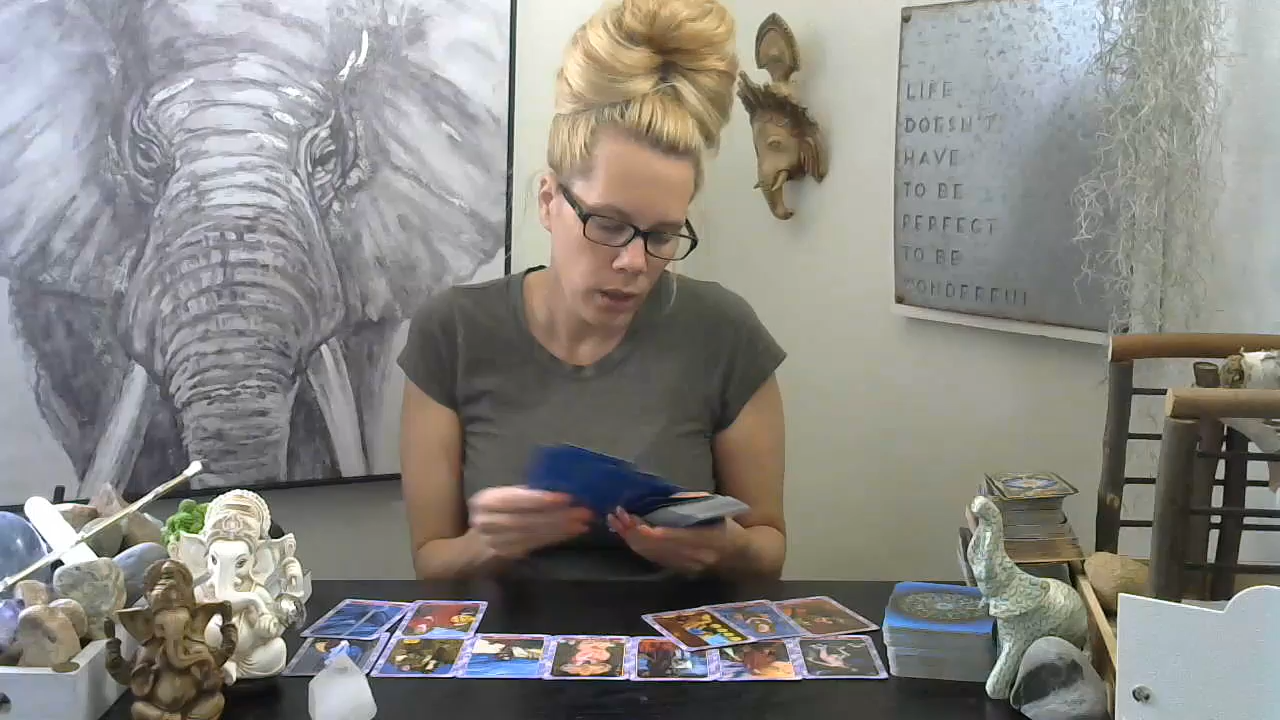 LIFE
DOESN'T
HAVE
TO BE
PERFECT
TO BE
WONDERFUL